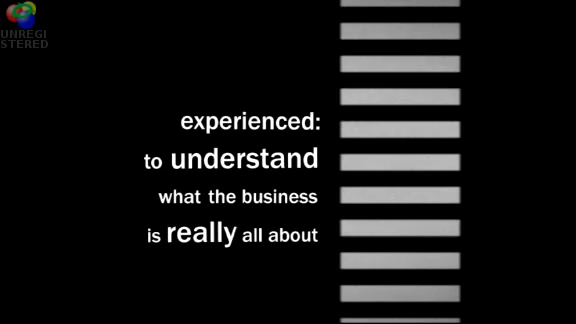 UNREGI
STERED
experienced:
to understand
what the business
is really all about